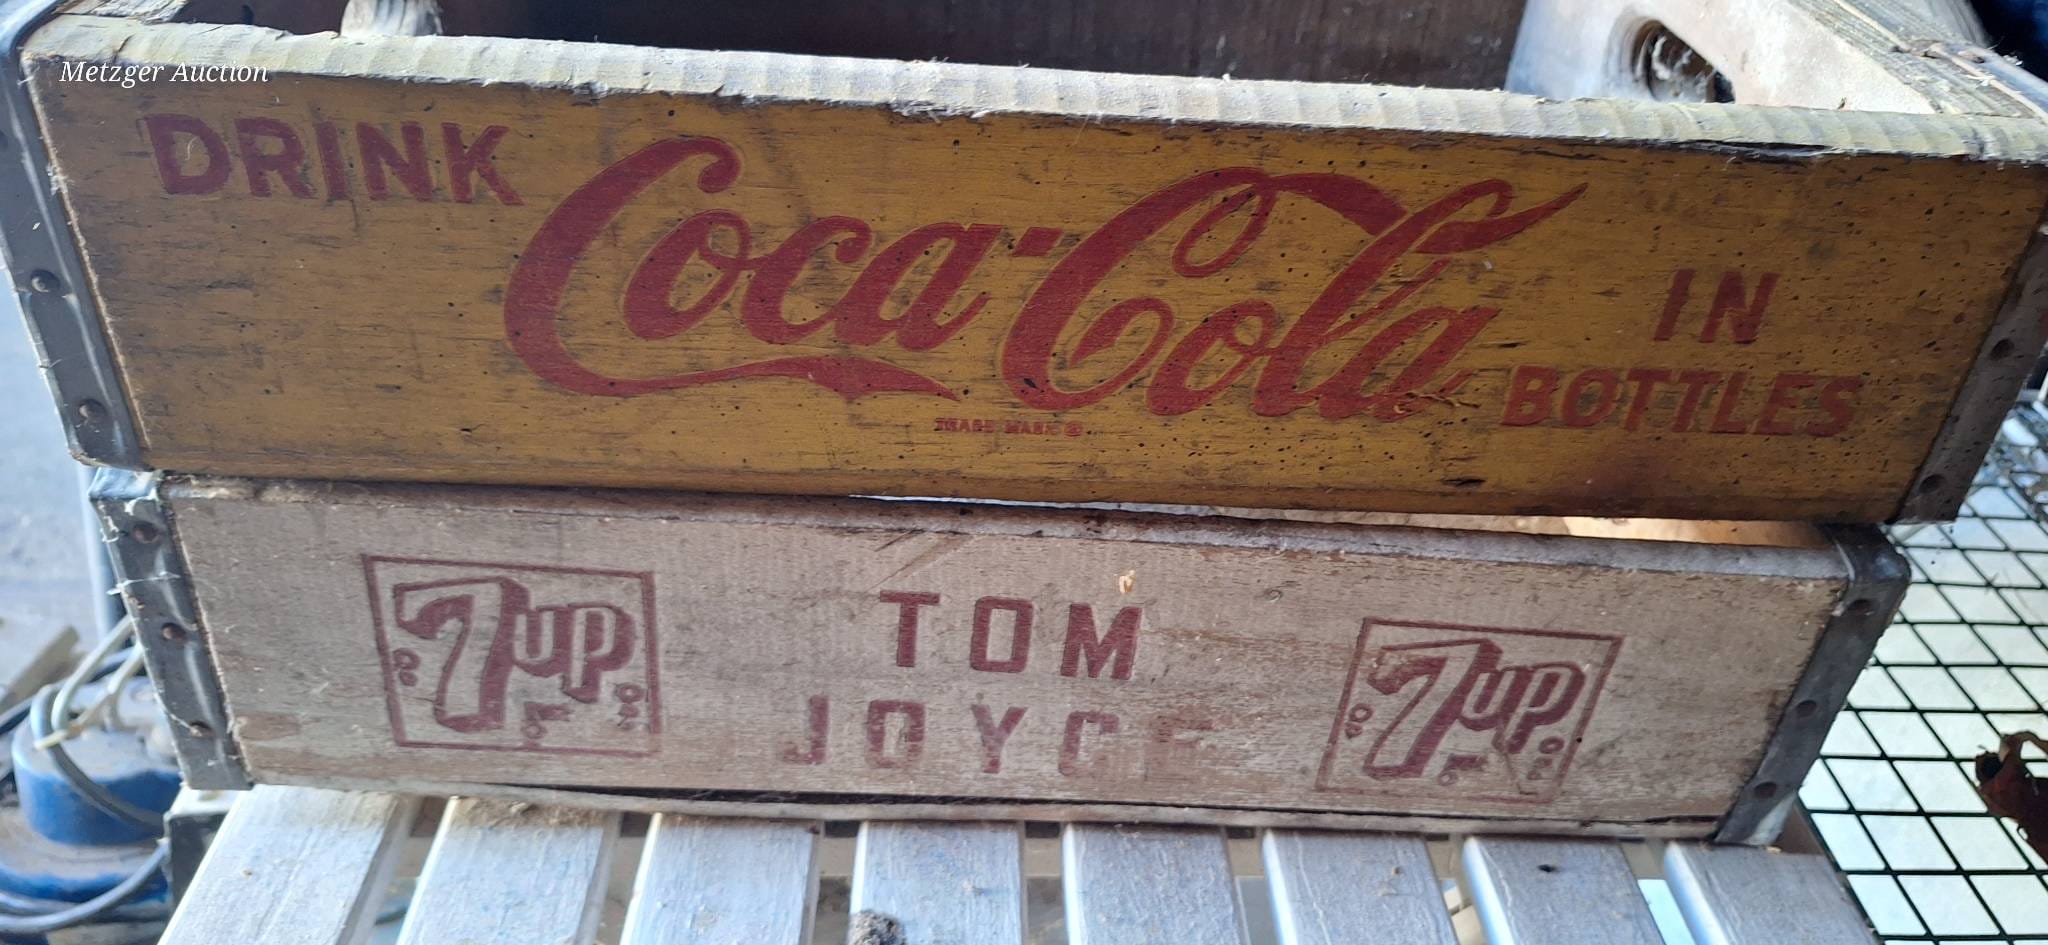 Metzger Auction
DRINK Coca-Cola IN
BOTTLES
TRADE MARK ®
7up TOM 7up
JOYCE